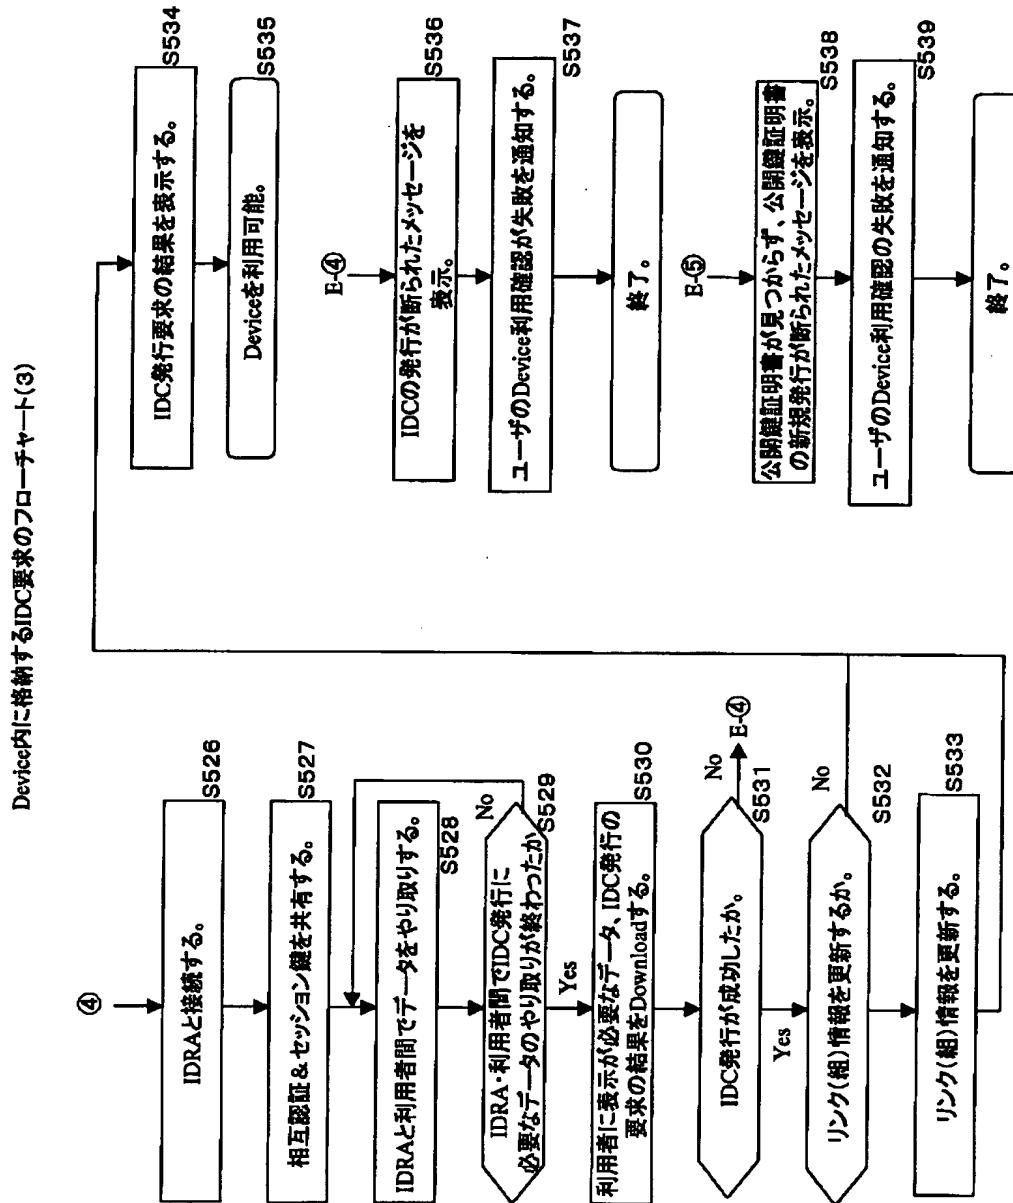 Device内に格納するIDC要求のフローチャート(3)
④
IDRAと接続する。
S526
相互認証&セッション鍵を共有する。
S527
IDRAと利用者間でデータをやり取りする。
S528
IDRA・利用者間でIDC発行に
必要なデータのやり取りが終わったか
S529
No
Yes
利用者に表示が必要なデータ、IDC発行の
要求の結果をDownloadする。
S530
IDC発行が成功したか。
S531
No
E-④
Yes
リンク(組)情報を更新するか。
S532
No
リンク(組)情報を更新する。
S533
IDC発行要求の結果を表示する。
S534
Deviceを利用可能。
S535
E-④
IDCの発行が断られたメッセージを
表示。
S536
ユーザのDevice利用確認が失敗を通知する。
S537
終了。
E-⑤
公開鍵証明書が見つからず、公開鍵証明書
の新規発行が断られたメッセージを表示。
S538
ユーザのDevice利用確認の失敗を通知する。
S539
終了。